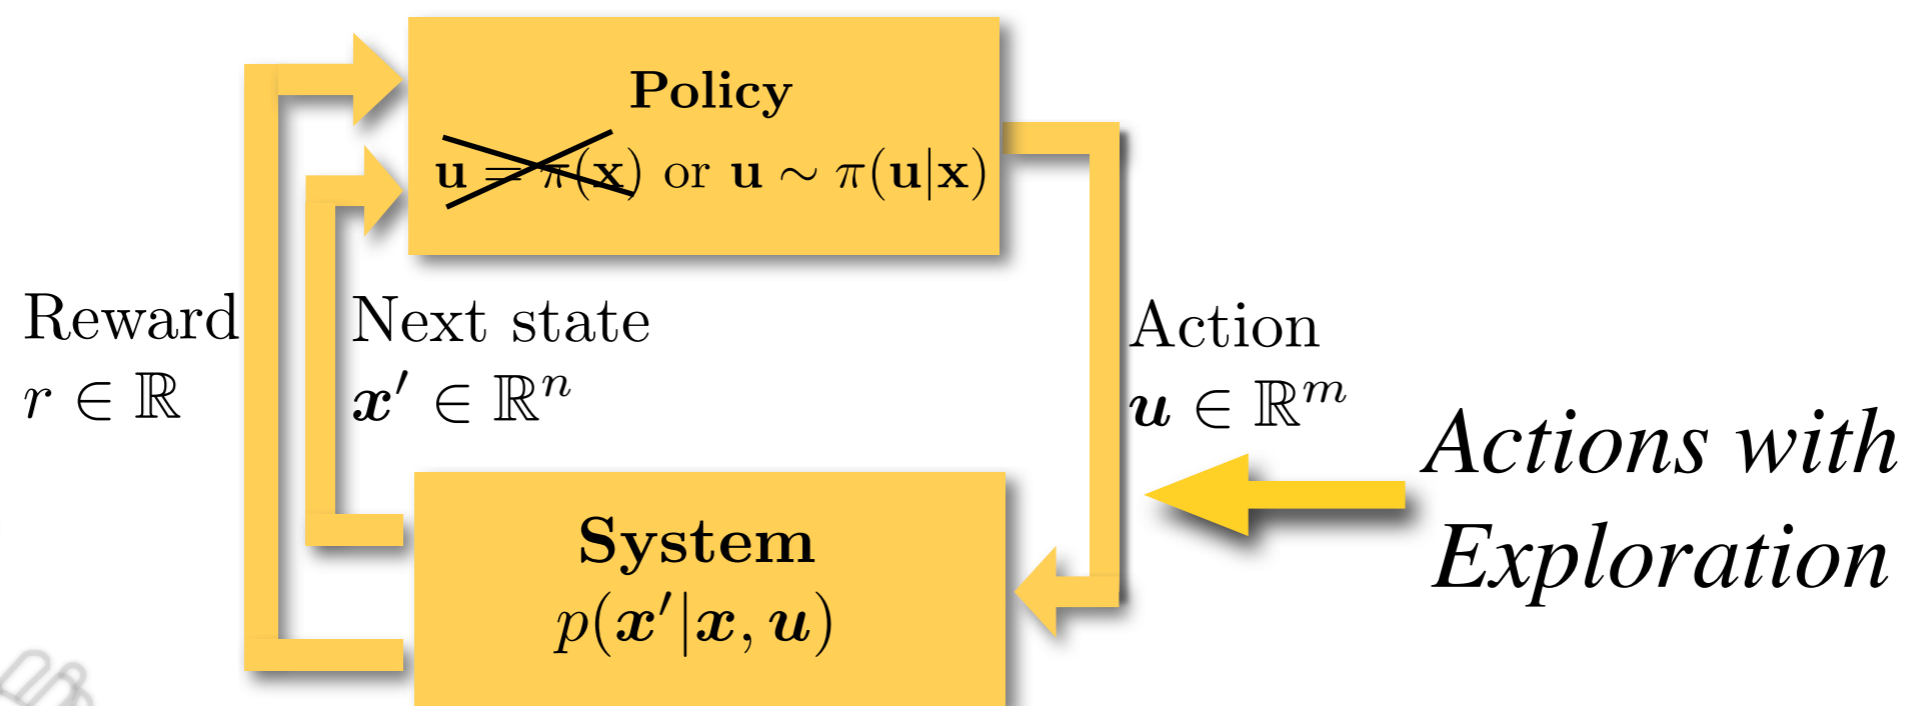 Policy
u = π(x) or u ∼ π(u|x)
Reward
r ∈ ℝ
Next state
x′ ∈ ℝⁿ
Action
u ∈ ℝᵐ
Actions with
Exploration
System
p(x′|x, u)